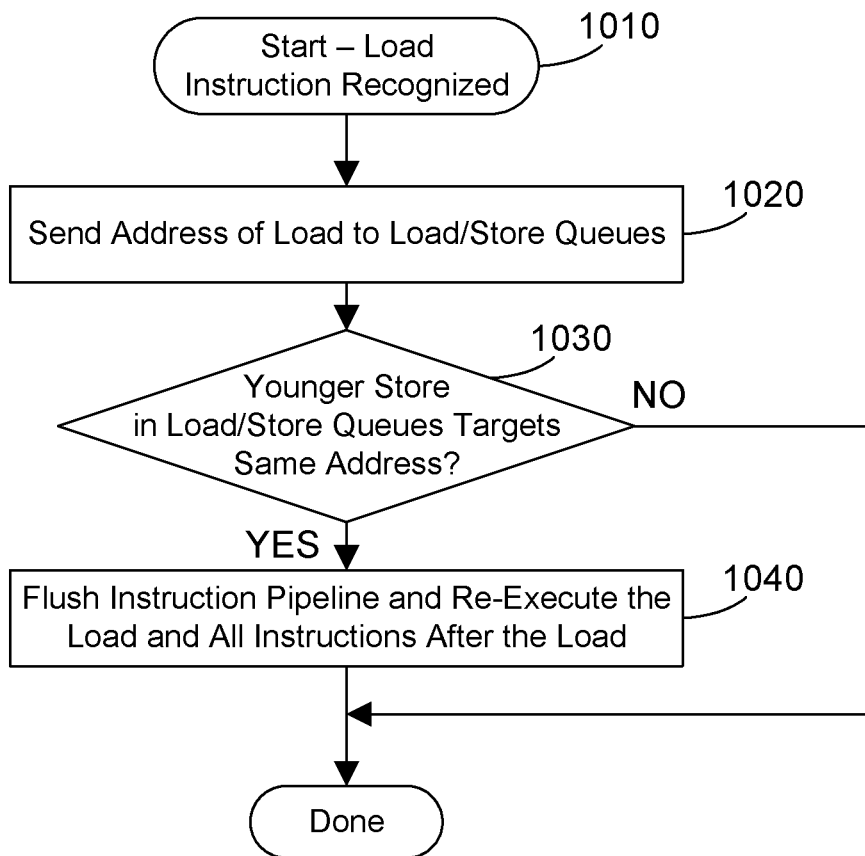 1010
Start – Load
Instruction Recognized
1020
Send Address of Load to Load/Store Queues
1030
Younger Store
in Load/Store Queues Targets
Same Address?
NO
YES
1040
Flush Instruction Pipeline and Re-Execute the
Load and All Instructions After the Load
Done